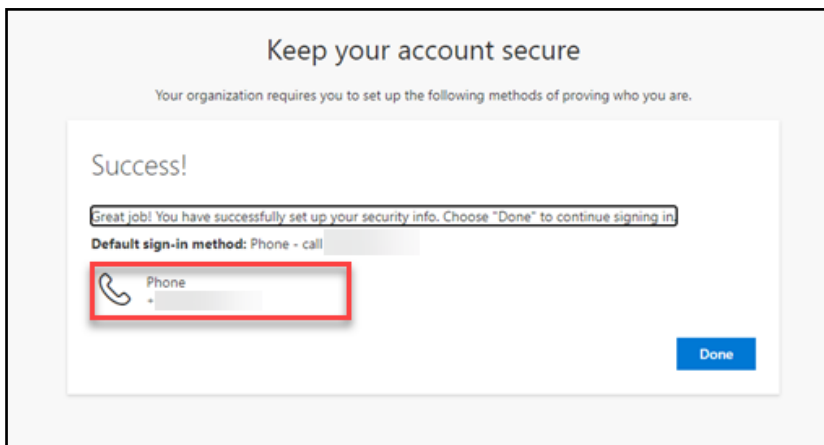 Keep your account secure
Your organization requires you to set up the following methods of proving who you are.
Success!
Great job! You have successfully set up your security info. Choose "Done" to continue signing in.
Default sign-in method: Phone - call
Phone
+
Done